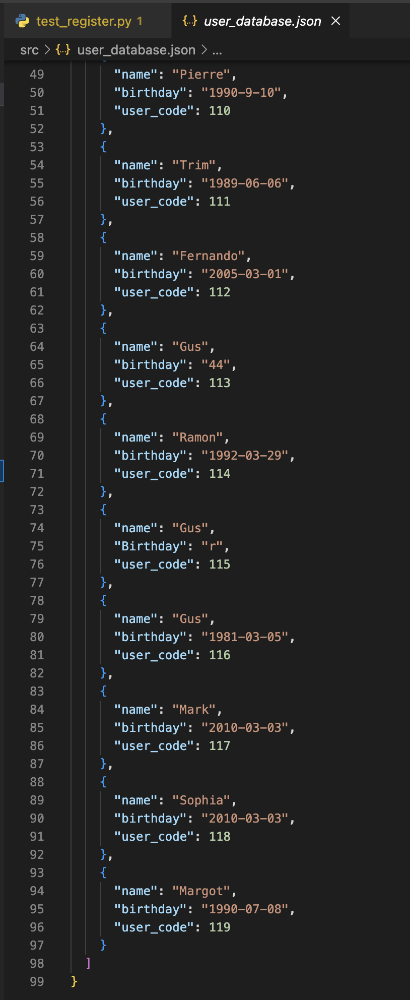 test_register.py 1 {..} user_database.json ×
src > {..} user_database.json > ...
49 "name": "Pierre",
50 "birthday": "1990-9-10",
51 "user_code": 110
52 },
53 {
54 "name": "Trim",
55 "birthday": "1989-06-06",
56 "user_code": 111
57 },
58 {
59 "name": "Fernando",
60 "birthday": "2005-03-01",
61 "user_code": 112
62 },
63 {
64 "name": "Gus",
65 "birthday": "44",
66 "user_code": 113
67 },
68 {
69 "name": "Ramon",
70 "birthday": "1992-03-29",
71 "user_code": 114
72 },
73 {
74 "name": "Gus",
75 "Birthday": "r",
76 "user_code": 115
77 },
78 {
79 "name": "Gus",
80 "birthday": "1981-03-05",
81 "user_code": 116
82 },
83 {
84 "name": "Mark",
85 "birthday": "2010-03-03",
86 "user_code": 117
87 },
88 {
89 "name": "Sophia",
90 "birthday": "2010-03-03",
91 "user_code": 118
92 },
93 {
94 "name": "Margot",
95 "birthday": "1990-07-08",
96 "user_code": 119
97 }
98 ]
99 }